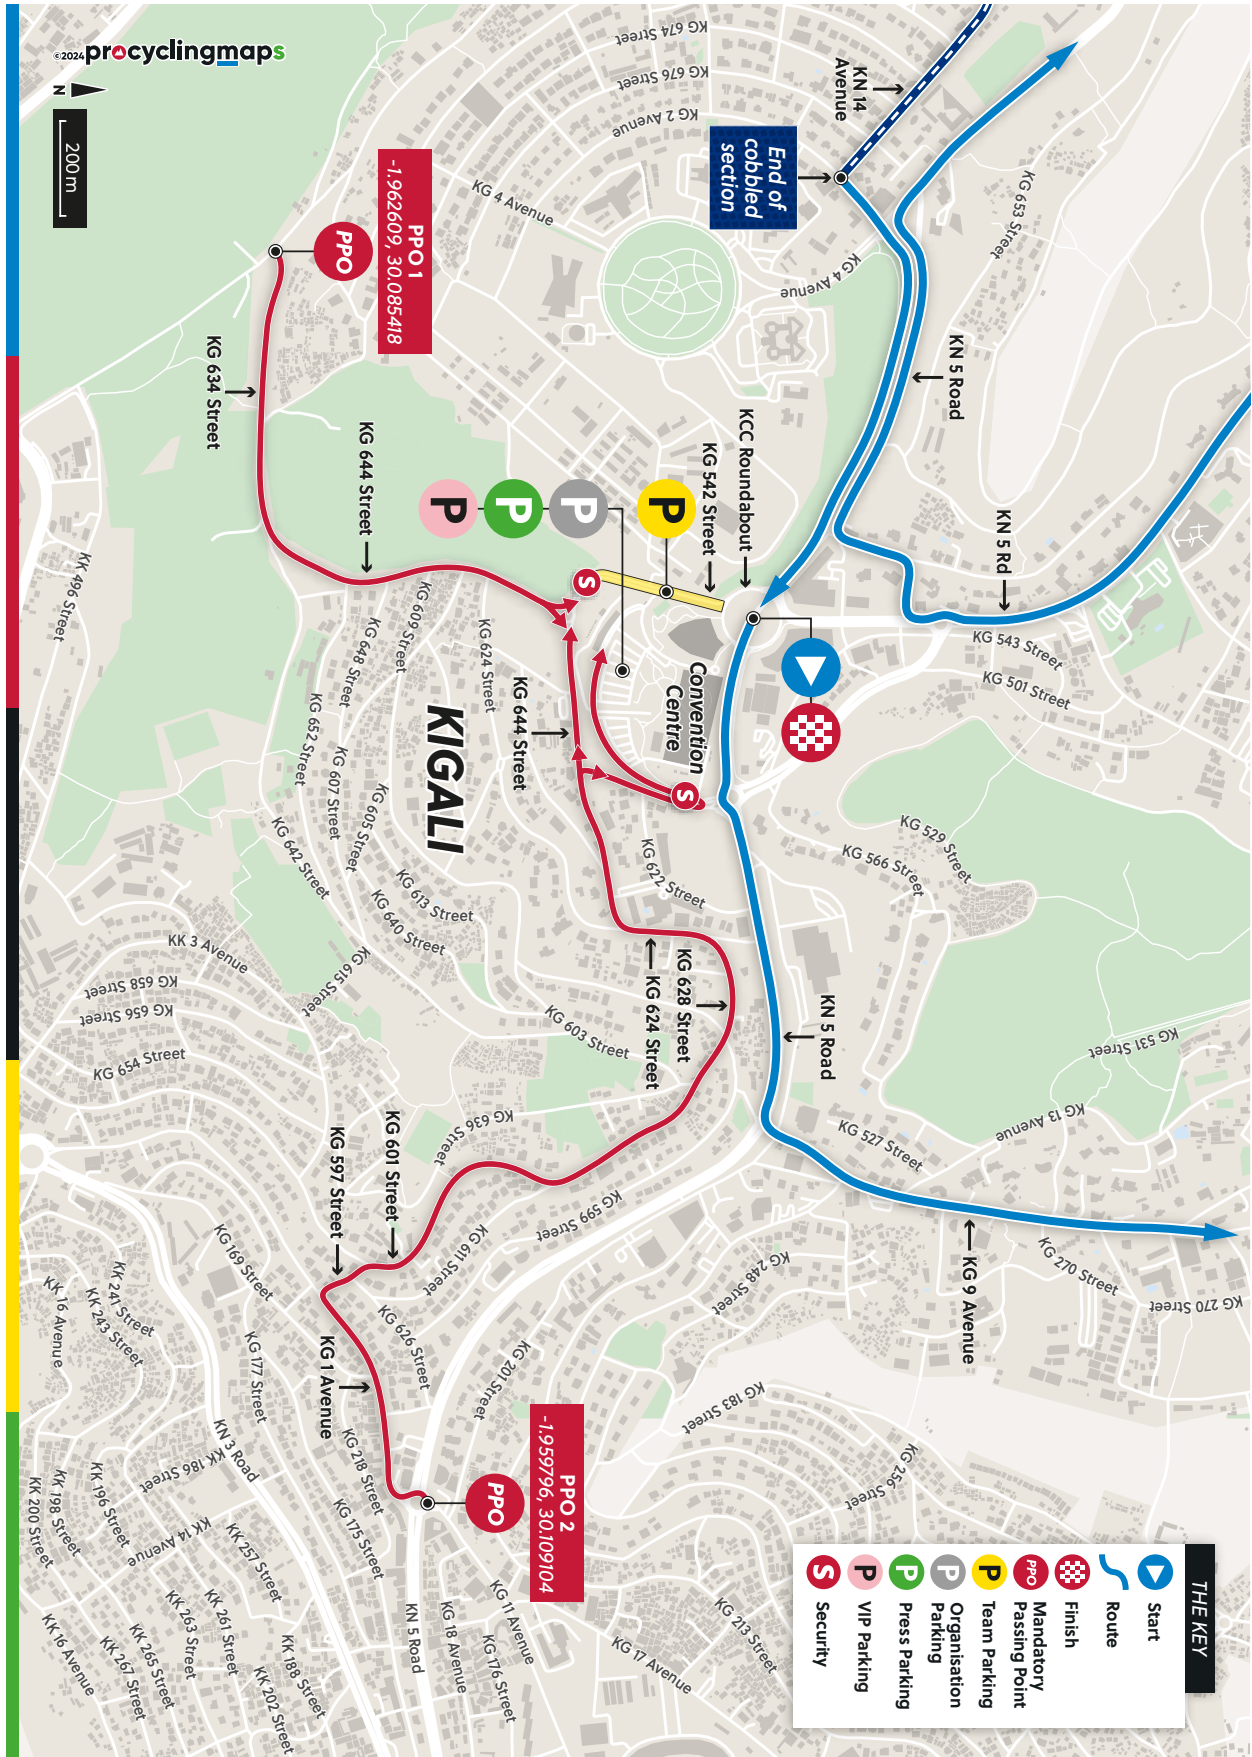 ©2024 procyclingmaps
N
200 m
KG 674 Street
KG 676 Street
KG 2 Avenue
KG 4 Avenue
KN 14
Avenue
End of
cobbled
section
KG 653 Street
KG 4 Avenue
PPO 1
-1.962609, 30.085418
PPO
KG 634 Street
KG 644 Street
KN 5 Road
KCC Roundabout
KG 542 Street
P
P
P
P
S
KN 5 Rd
KG 543 Street
KG 501 Street
Convention
Centre
S
KK 496 Street
KG 609 Street
KG 648 Street
KG 652 Street
KG 607 Street
KG 605 Street
KG 642 Street
KG 624 Street
KG 644 Street
KIGALI
KG 613 Street
KG 640 Street
KG 622 Street
KG 529 Street
KG 566 Street
KK 3 Avenue
KG 615 Street
KG 658 Street
KG 656 Street
KG 654 Street
KG 603 Street
KG 628 Street
KG 624 Street
KN 5 Road
KG 531 Street
KG 13 Avenue
KG 527 Street
KG 636 Street
KG 601 Street
KG 597 Street
KG 599 Street
KG 611 Street
KG 626 Street
KG 1 Avenue
KG 248 Street
KG 9 Avenue
KG 270 Street
KG 270 Street
KG 169 Street
KG 177 Street
KK 241 Street
KK 243 Street
KK 16 Avenue
KG 201 Street
KG 183 Street
KG 256 Street
PPO 2
-1.959796, 30.109104
PPO
KN 3 Road
KG 218 Street
KG 175 Street
KK 186 Street
KK 196 Street
KK 198 Street
KK 200 Street
KK 14 Avenue
KK 257 Street
KK 261 Street
KK 263 Street
KK 265 Street
KK 267 Street
KK 16 Avenue
KK 188 Street
KK 202 Street
KN 5 Road
KG 18 Avenue
KG 176 Street
KG 11 Avenue
KG 17 Avenue
KG 213 Street
THE KEY
Start
Route
Finish
PPO Mandatory
Passing Point
P Team Parking
P Organisation
Parking
P Press Parking
P VIP Parking
S Security